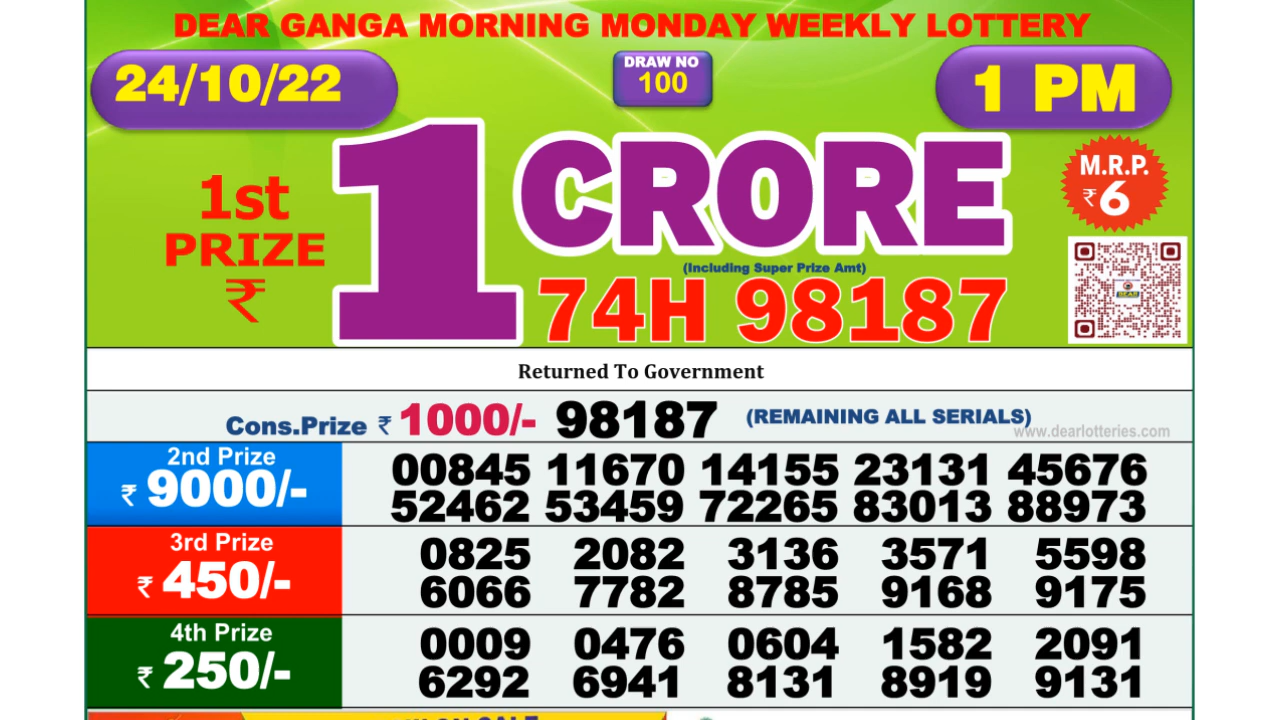 DEAR GANGA MORNING MONDAY WEEKLY LOTTERY
24/10/22
DRAW NO
100
1 PM
1st
PRIZE
₹
1 CRORE
(Including Super Prize Amt)
74H 98187
M.R.P.
₹ 6
DEAR
Returned To Government
Cons.Prize ₹ 1000/- 98187 (REMAINING ALL SERIALS)
www.dearlotteries.com
2nd Prize
₹ 9000/-
00845 11670 14155 23131 45676
52462 53459 72265 83013 88973
3rd Prize
₹ 450/-
0825 2082 3136 3571 5598
6066 7782 8785 9168 9175
4th Prize
₹ 250/-
0009 0476 0604 1582 2091
6292 6941 8131 8919 9131